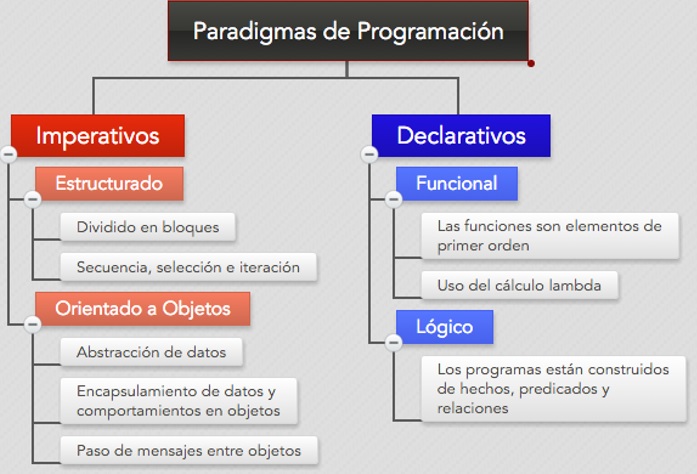 Paradigmas de Programación
Imperativos
Estructurado
Dividido en bloques
Secuencia, selección e iteración
Orientado a Objetos
Abstracción de datos
Encapsulamiento de datos y
comportamientos en objetos
Paso de mensajes entre objetos
Declarativos
Funcional
Las funciones son elementos de
primer orden
Uso del cálculo lambda
Lógico
Los programas están construidos
de hechos, predicados y
relaciones